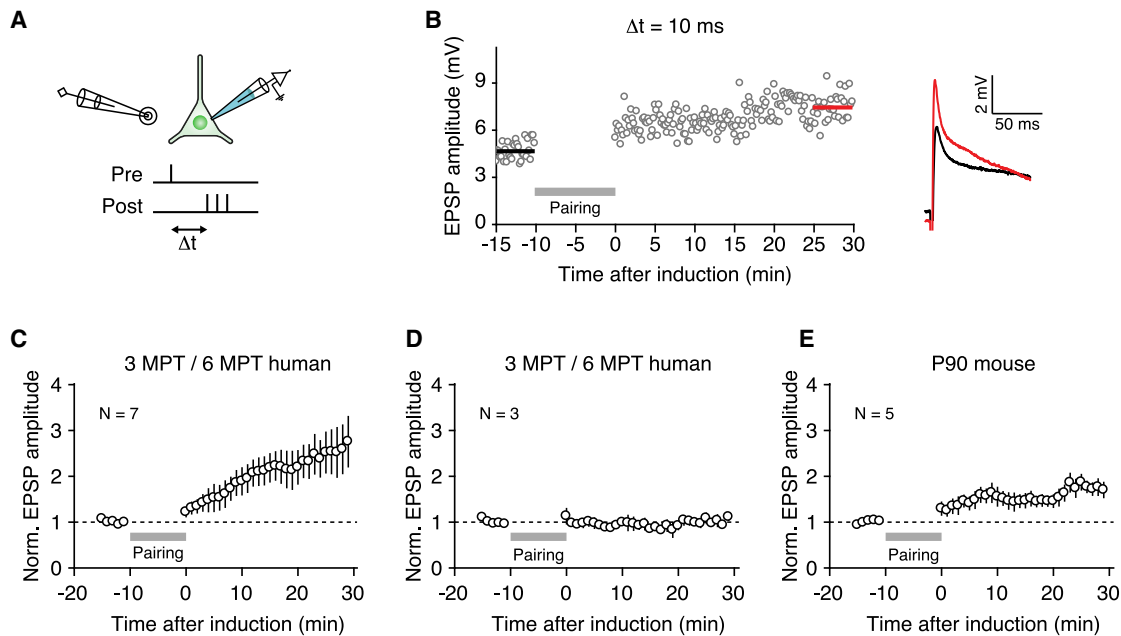 A
Pre
Post
Δt
B
Δt = 10 ms
EPSP amplitude (mV)
9
6
3
0
Pairing
-15 -10 -5 0 5 10 15 20 25 30
Time after induction (min)
2 mV
50 ms
C
3 MPT / 6 MPT human
Norm. EPSP amplitude
4
3
2
1
0
N = 7
Pairing
-20 -10 0 10 20 30
Time after induction (min)
D
3 MPT / 6 MPT human
Norm. EPSP amplitude
4
3
2
1
0
N = 3
Pairing
-20 -10 0 10 20 30
Time after induction (min)
E
P90 mouse
Norm. EPSP amplitude
4
3
2
1
0
N = 5
Pairing
-20 -10 0 10 20 30
Time after induction (min)